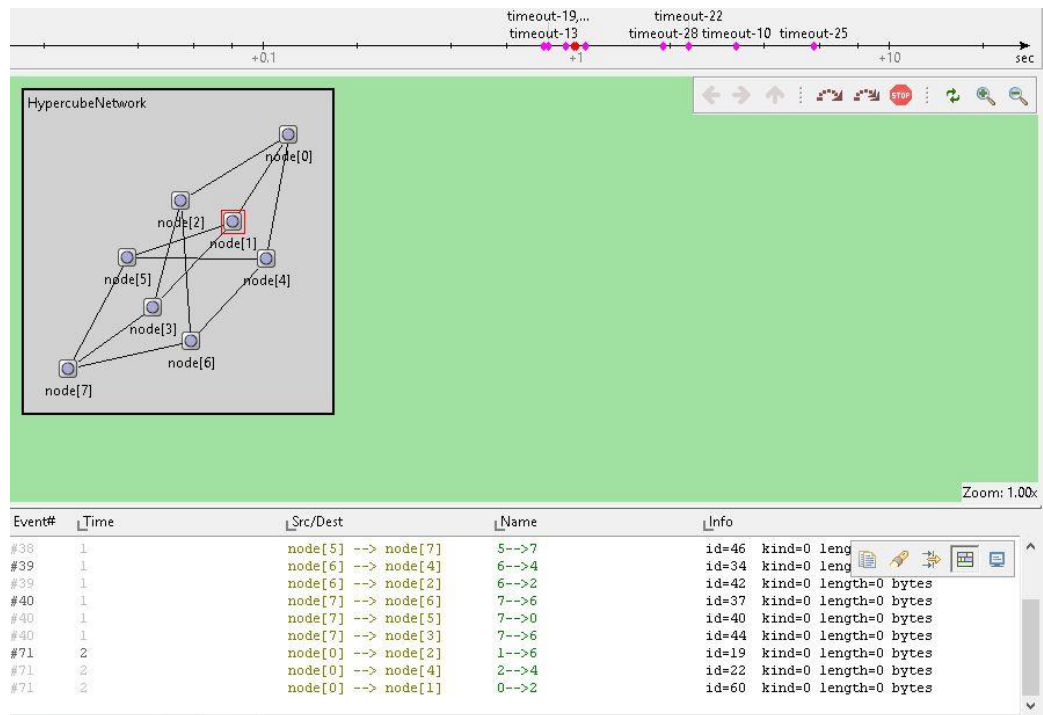 timeout-19,... timeout-22
timeout-13 timeout-28 timeout-10 timeout-25
+0.1 +1 +10 sec
HypercubeNetwork
STOP
node[0]
node[2]
node[1]
node[5]
node[4]
node[3]
node[6]
node[7]
Zoom: 1.00x
Event# Time Src/Dest Name Info
#38 1 node[5] --> node[7] 5-->7 id=46 kind=0 leng
#39 1 node[6] --> node[4] 6-->4 id=34 kind=0 leng
#39 1 node[6] --> node[2] 6-->2 id=42 kind=0 length=0 bytes
#40 1 node[7] --> node[6] 7-->6 id=37 kind=0 length=0 bytes
#40 1 node[7] --> node[5] 7-->0 id=40 kind=0 length=0 bytes
#40 1 node[7] --> node[3] 7-->6 id=44 kind=0 length=0 bytes
#71 2 node[0] --> node[2] 1-->6 id=19 kind=0 length=0 bytes
#71 2 node[0] --> node[4] 2-->4 id=22 kind=0 length=0 bytes
#71 2 node[0] --> node[1] 0-->2 id=60 kind=0 length=0 bytes